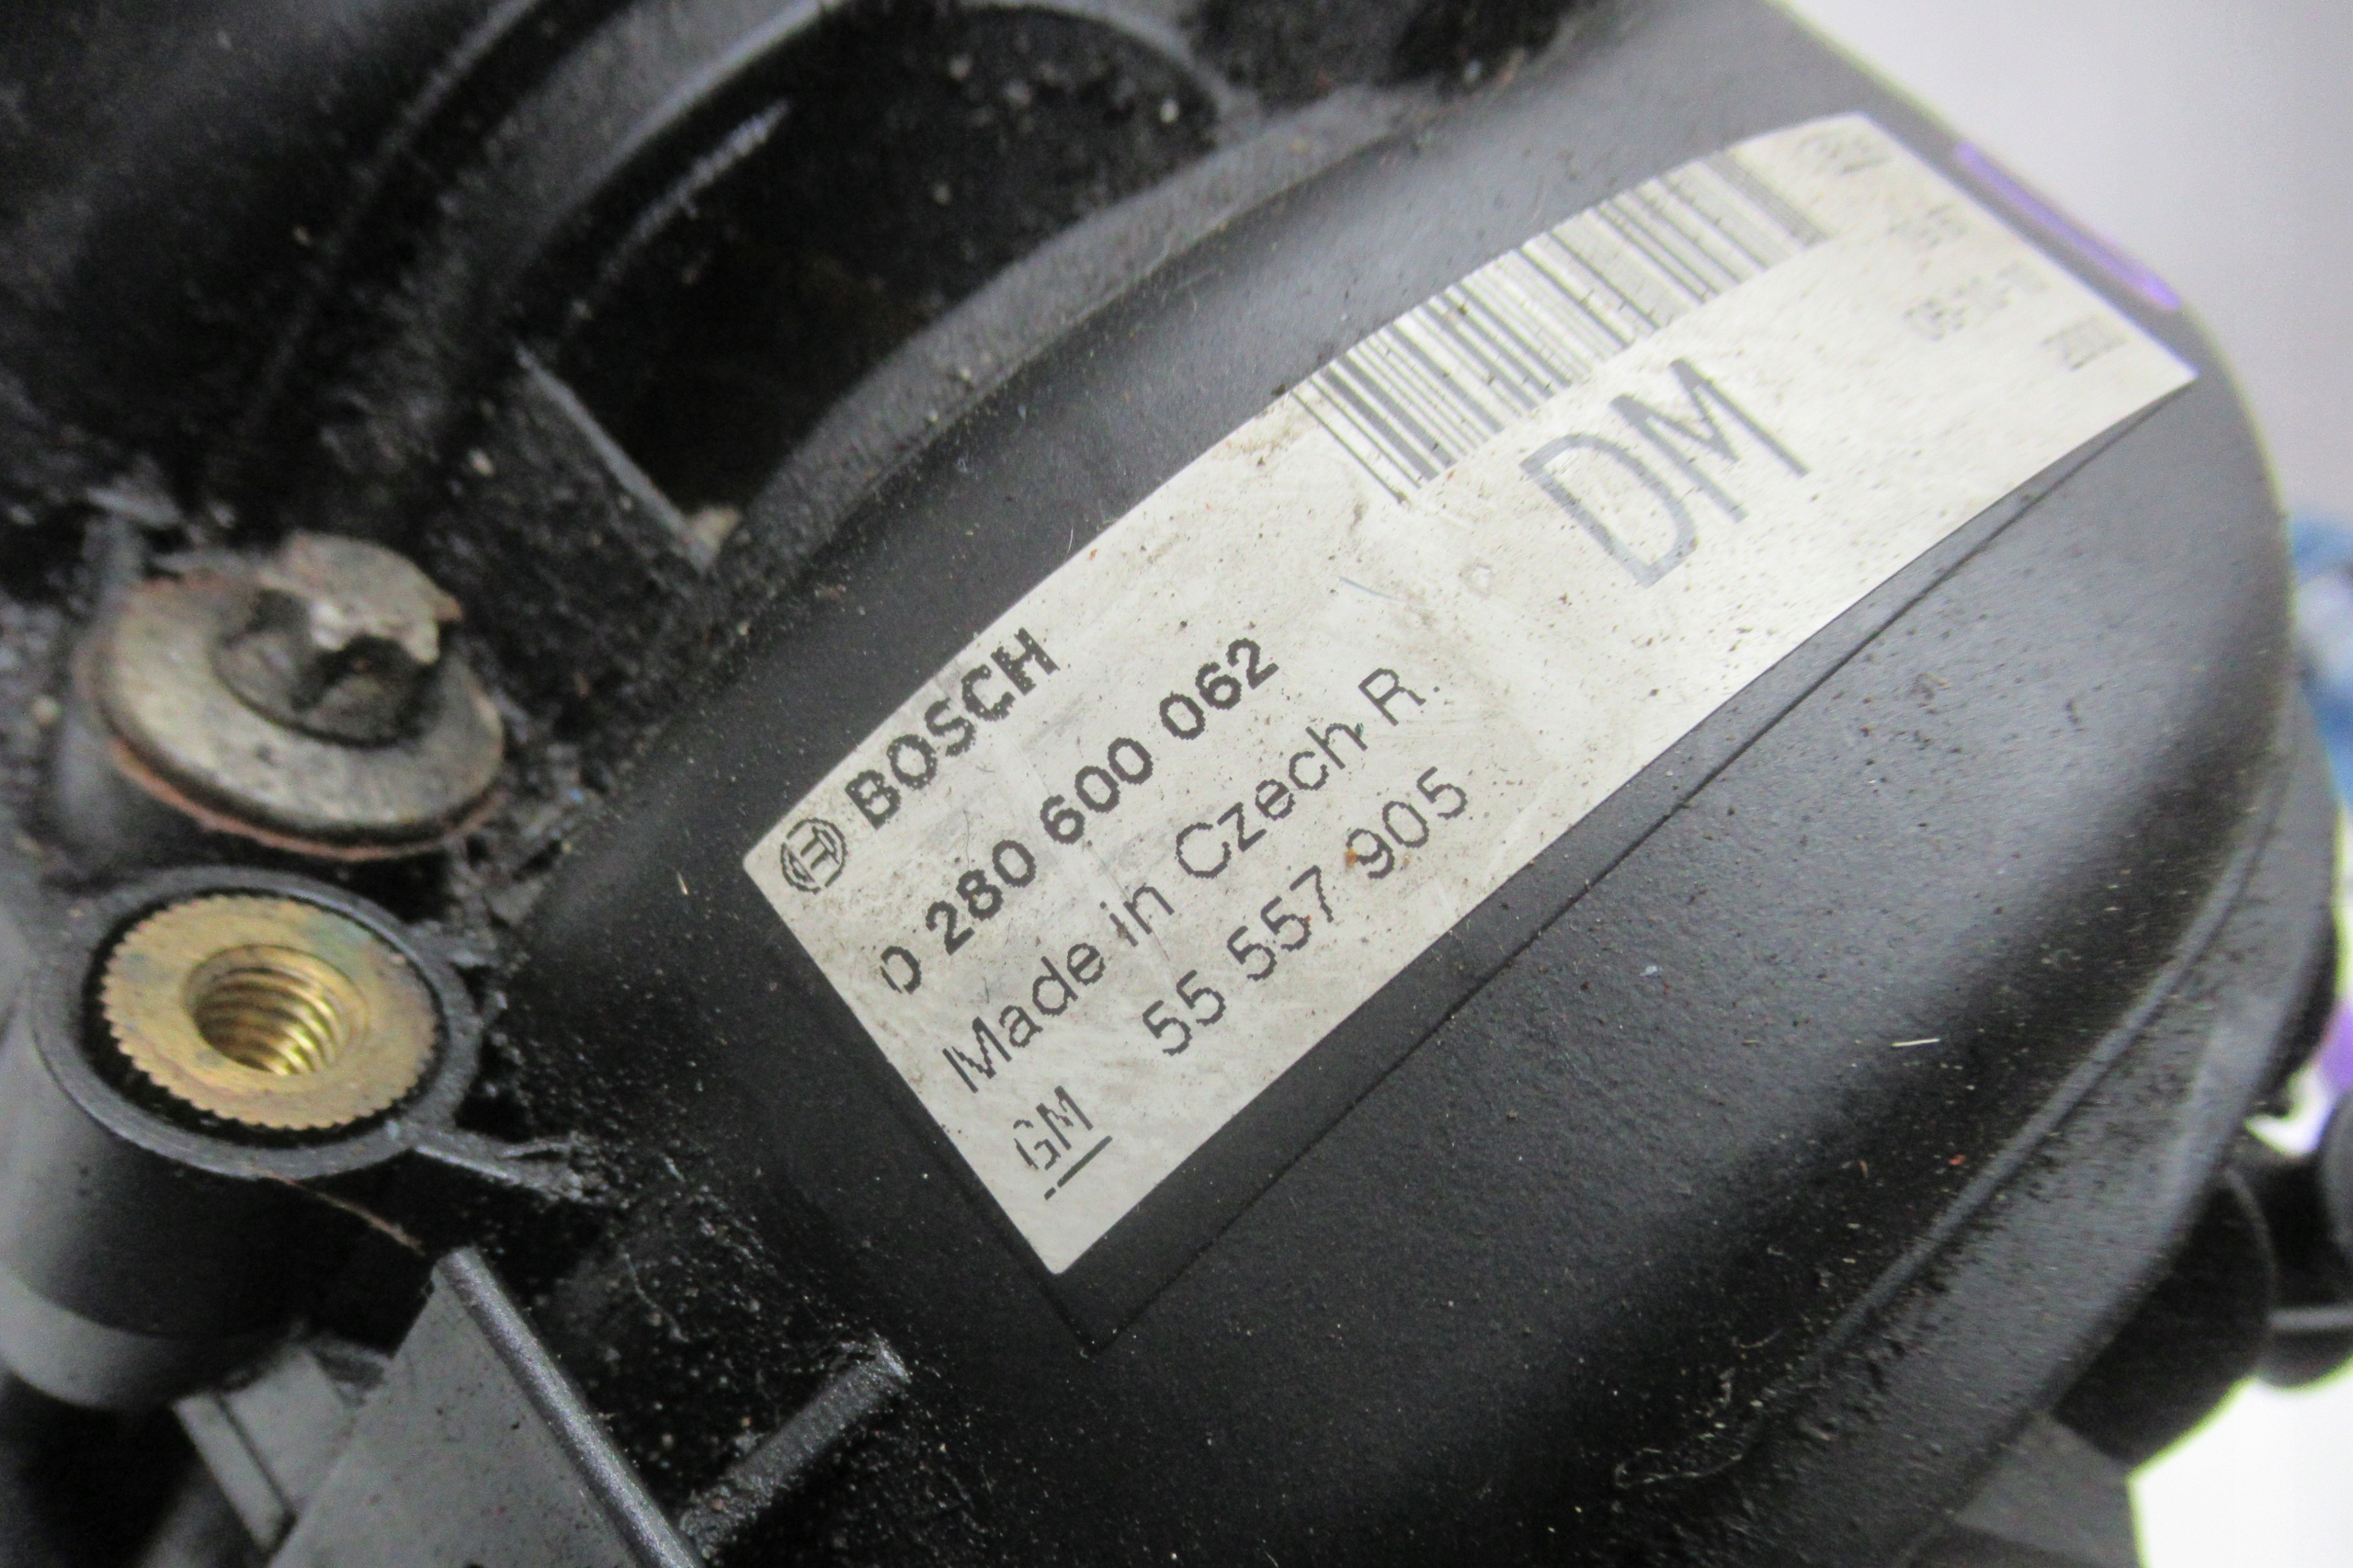 BOSCH
0 280 600 062
Made in Czech R.
55 557 905
GM
DM